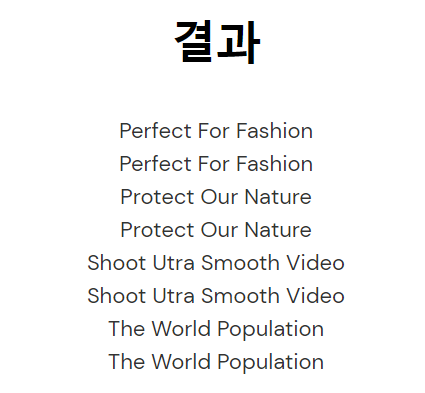 결과
Perfect For Fashion
Perfect For Fashion
Protect Our Nature
Protect Our Nature
Shoot Utra Smooth Video
Shoot Utra Smooth Video
The World Population
The World Population